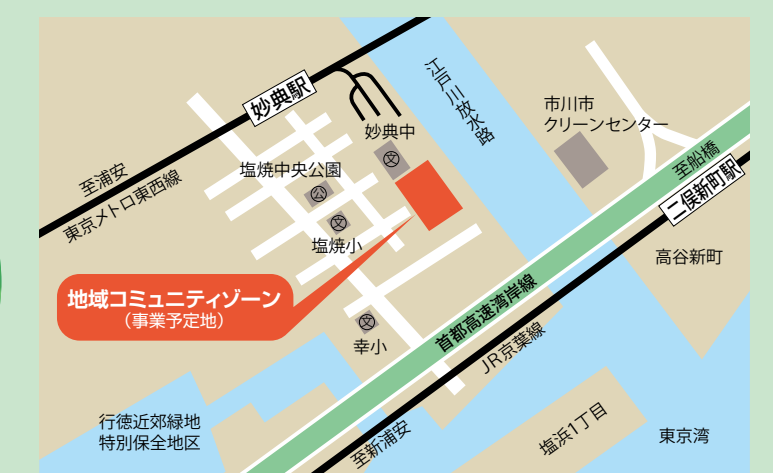 妙典駅
江戸川放水路
市川市
クリーンセンター
妙典中
文
至船橋
塩焼中央公園
公
至浦安
東京メトロ東西線
二俣新町駅
文
塩焼小
高谷新町
地域コミュニティゾーン
（事業予定地）
首都高速湾岸線
文
幸小
JR京葉線
行徳近郊緑地
特別保全地区
至新浦安
塩浜1丁目
東京湾